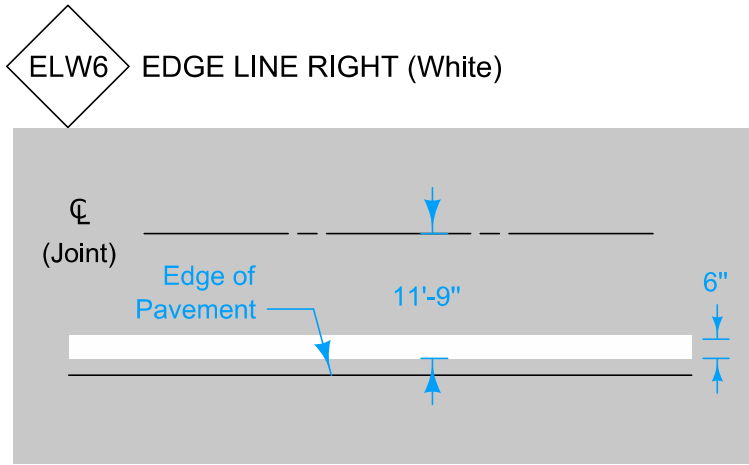 ELW6 EDGE LINE RIGHT (White)
℄
(Joint)
Edge of
Pavement
11'-9"
6"